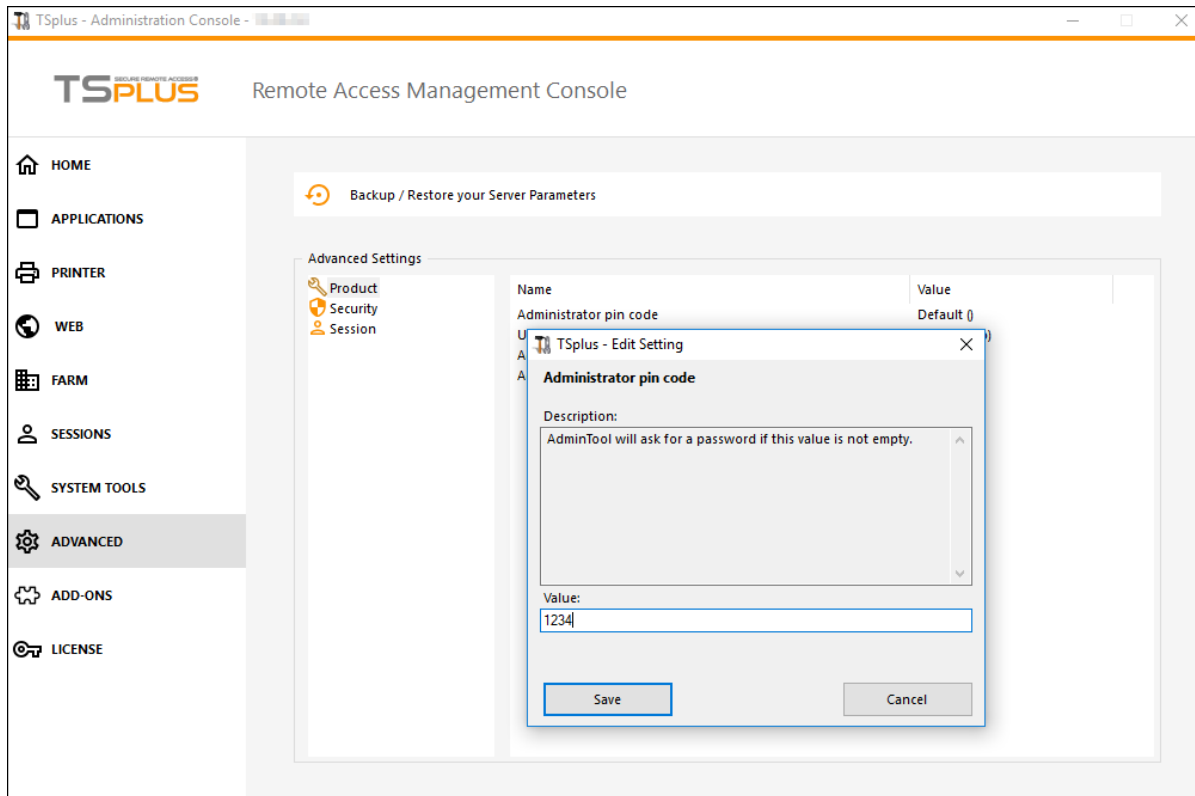 TSplus - Administration Console -
SECURE REMOTE ACCESS
TSPLUS
Remote Access Management Console
HOME
APPLICATIONS
PRINTER
WEB
FARM
SESSIONS
SYSTEM TOOLS
ADVANCED
ADD-ONS
LICENSE
Backup / Restore your Server Parameters
Advanced Settings
Product
Security
Session
Name Value
Administrator pin code Default ()
U )
A
A
TSplus - Edit Setting
Administrator pin code
Description:
AdminTool will ask for a password if this value is not empty.
Value:
1234
Save Cancel